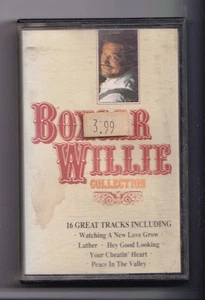 BOXCAR
3.99
WILLIE
COLLECTION
16 GREAT TRACKS INCLUDING
- Watching A New Love Grow -
Luther - Hey Good Looking -
Your Cheatin' Heart -
- Peace In The Valley -